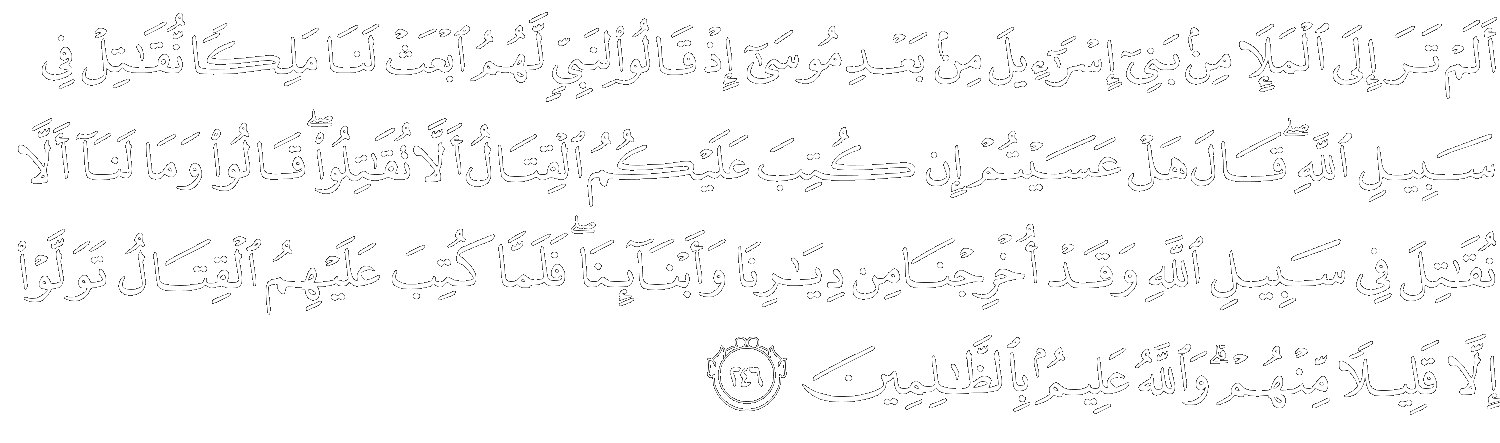 أَلَمْ تَرَ إِلَى ٱلْمَلَإِ مِنۢ بَنِىٓ إِسْرَٰٓءِيلَ مِنۢ بَعْدِ مُوسَىٰٓ إِذْ قَالُوا۟ لِنَبِىٍّ لَّهُمُ ٱبْعَثْ لَنَا مَلِكًا نُّقَـٰتِلْ فِى
سَبِيلِ ٱللَّهِ ۖ قَالَ هَلْ عَسَيْتُمْ إِن كُتِبَ عَلَيْكُمُ ٱلْقِتَالُ أَلَّا تُقَـٰتِلُوا۟ ۖ قَالُوا۟ وَمَا لَنَآ أَلَّا
نُقَـٰتِلَ فِى سَبِيلِ ٱللَّهِ وَقَدْ أُخْرِجْنَا مِن دِيَـٰرِنَا وَأَبْنَآئِنَا ۖ فَلَمَّا كُتِبَ عَلَيْهِمُ ٱلْقِتَالُ تَوَلَّوْا۟
إِلَّا قَلِيلًا مِّنْهُمْ ۗ وَٱللَّهُ عَلِيمٌۢ بِٱلظَّـٰلِمِينَ ٢٤٦